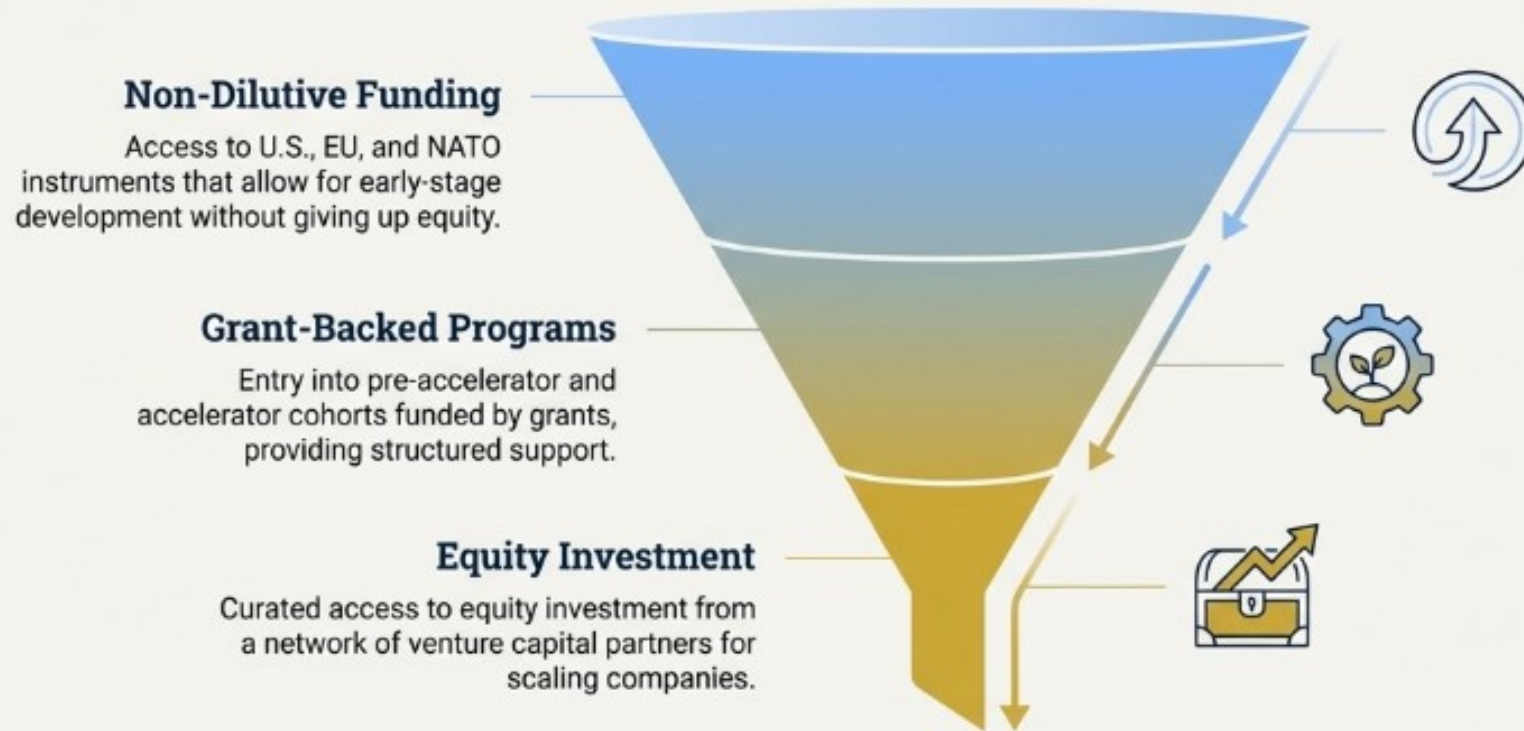 Non-Dilutive Funding
Access to U.S., EU, and NATO
instruments that allow for early-stage
development without giving up equity.
Grant-Backed Programs
Entry into pre-accelerator and
accelerator cohorts funded by grants,
providing structured support.
Equity Investment
Curated access to equity investment from
a network of venture capital partners for
scaling companies.